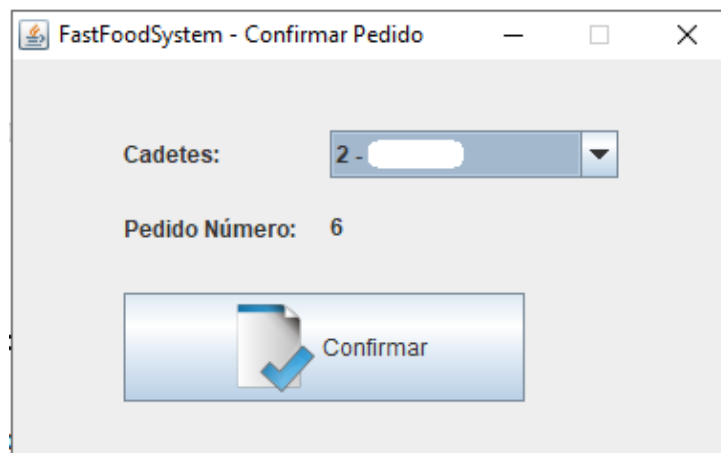 FastFoodSystem - Confirmar Pedido
Cadetes: 2 -
Pedido Número: 6
Confirmar